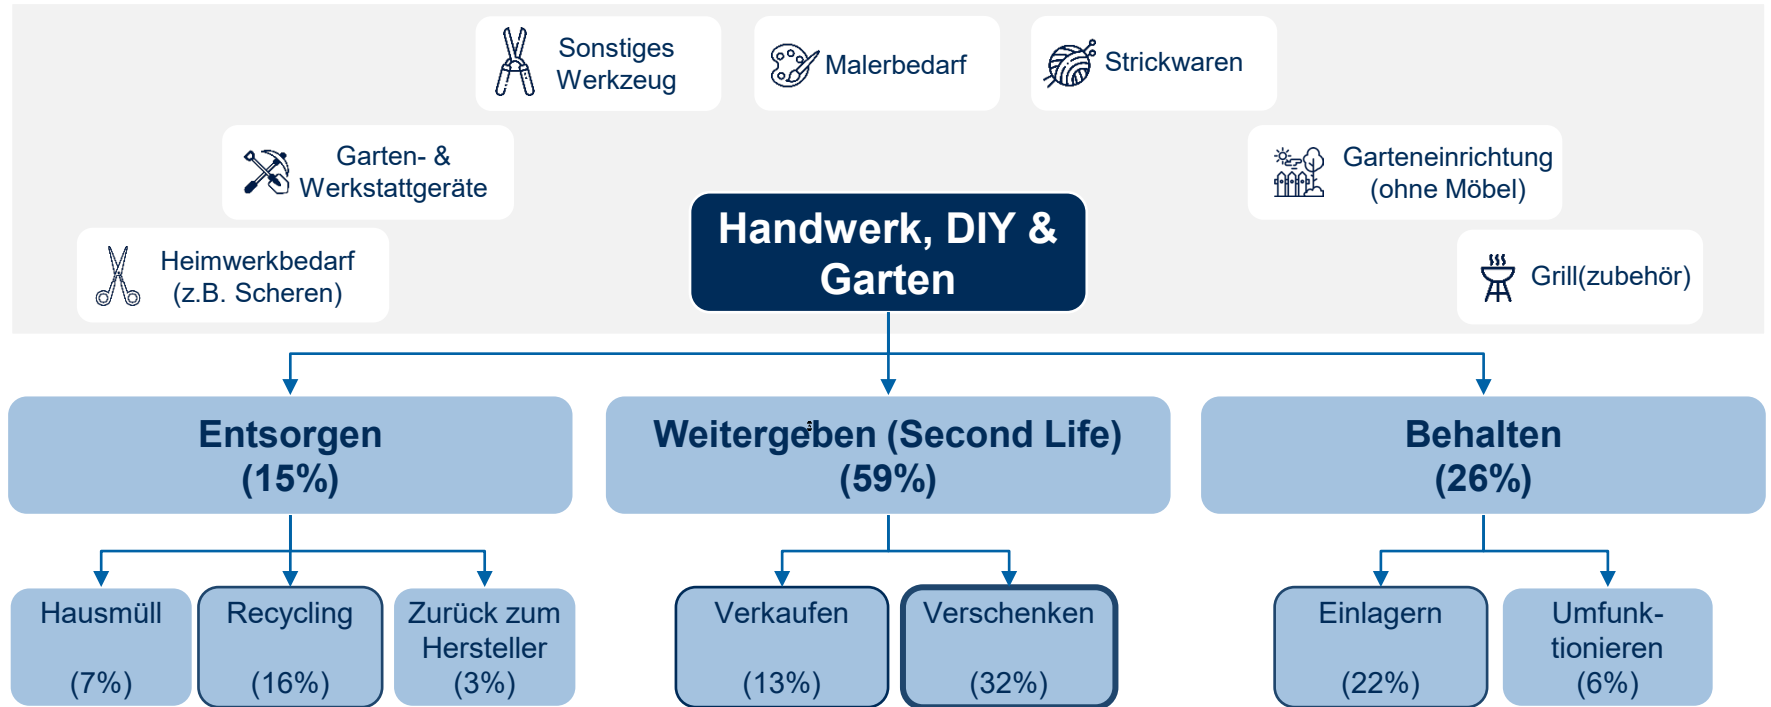 Sonstiges
Werkzeug
Malerbedarf
Strickwaren
Garten- &
Werkstattgeräte
Garteneinrichtung
(ohne Möbel)
Heimwerkbedarf
(z.B. Scheren)
Handwerk, DIY &
Garten
Grill(zubehör)
Entsorgen
(15%)
Weitergeben (Second Life)
(59%)
Behalten
(26%)
Hausmüll
(7%)
Recycling
(16%)
Zurück zum
Hersteller
(3%)
Verkaufen
(13%)
Verschenken
(32%)
Einlagern
(22%)
Umfunk-
tionieren
(6%)